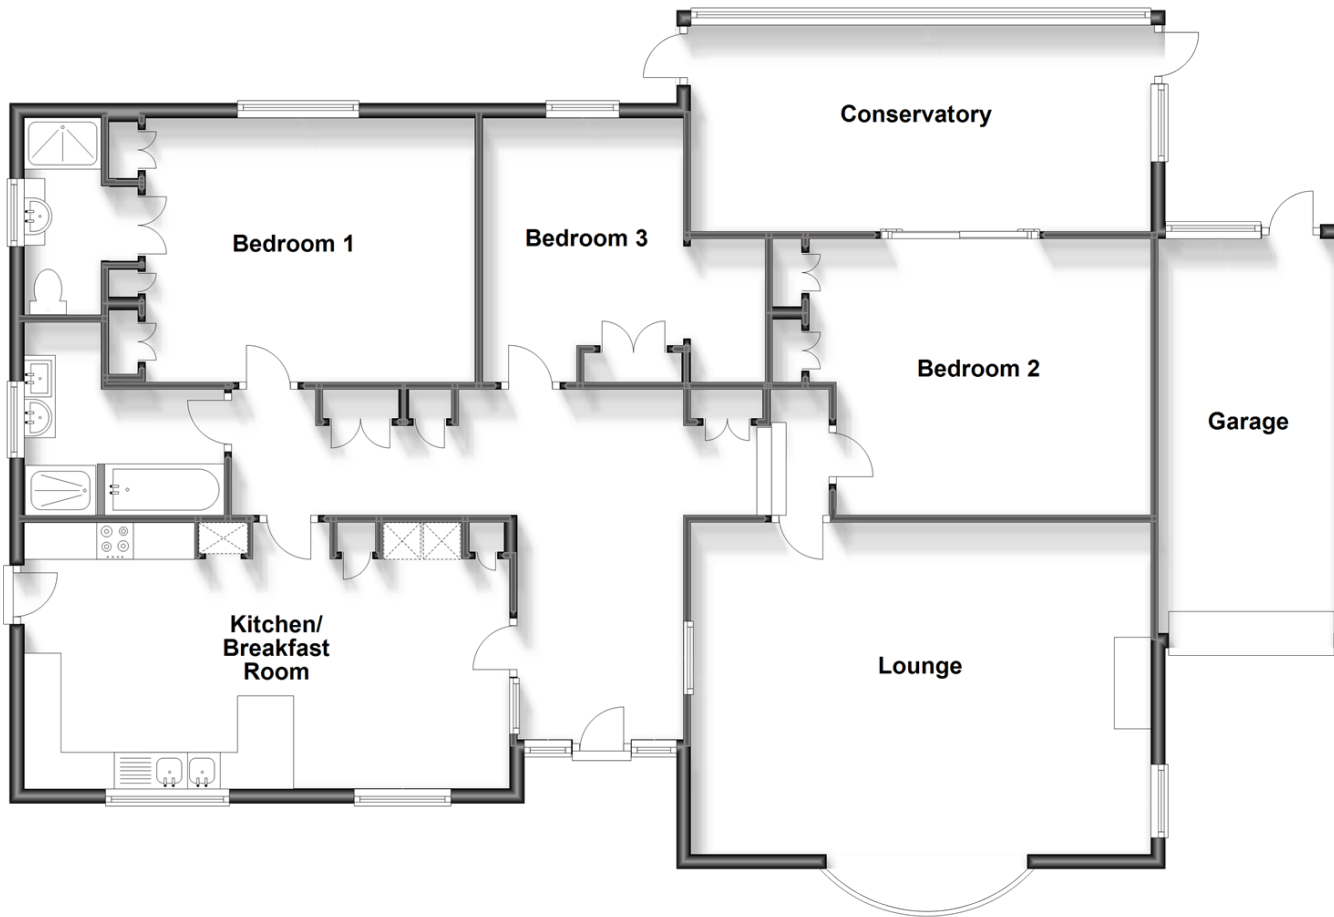 Conservatory
Bedroom 1
Bedroom 3
Bedroom 2
Garage
Kitchen/
Breakfast
Room
Lounge